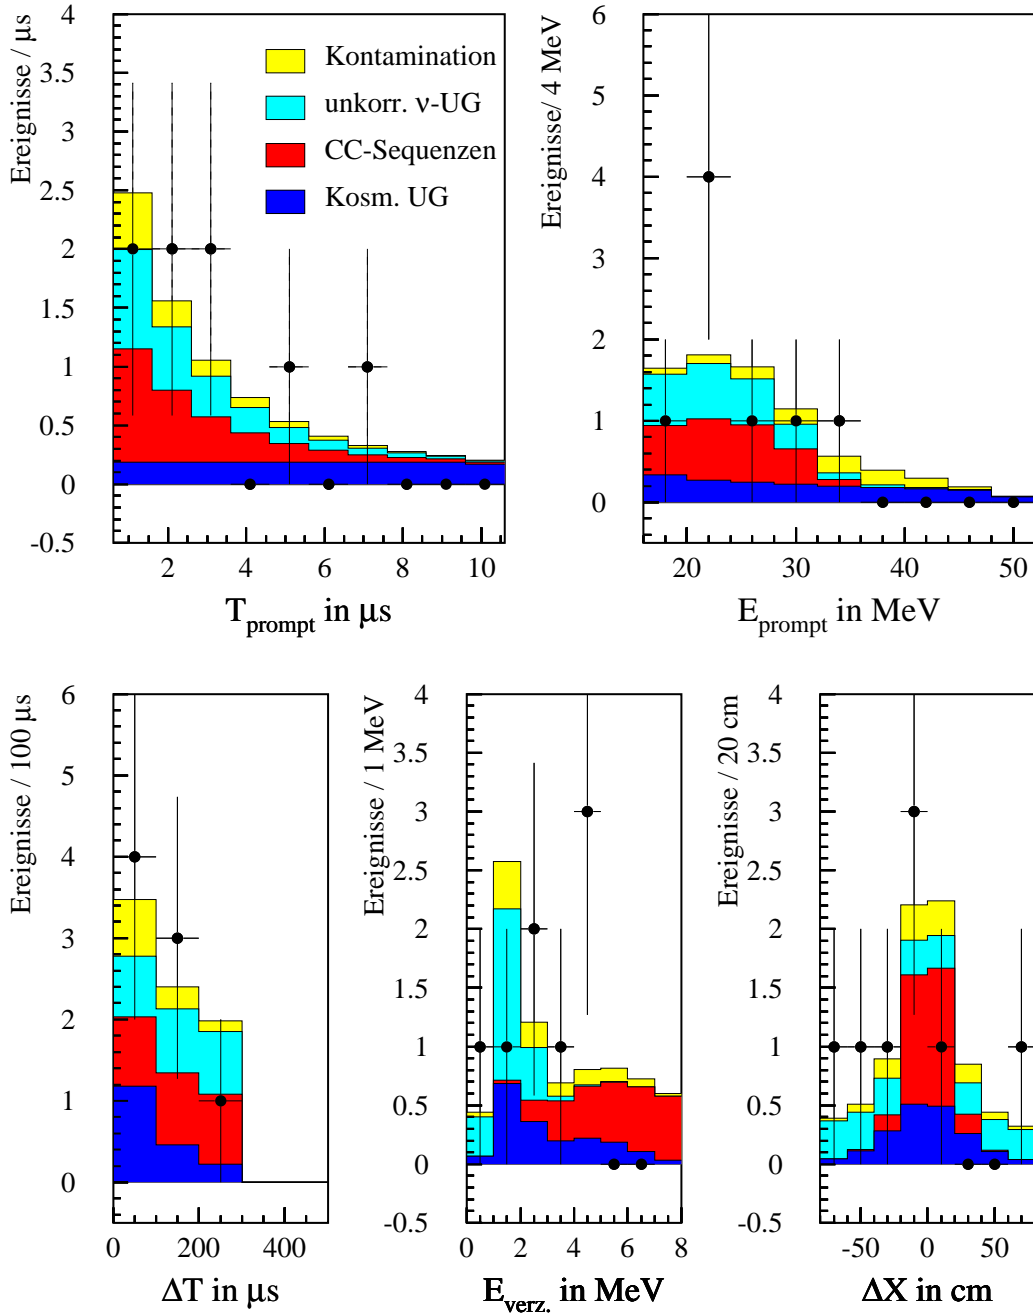 Ereignisse / μs
4
3.5
3
2.5
2
1.5
1
0.5
0
-0.5
Kontamination
unkorr. ν-UG
CC-Sequenzen
Kosm. UG
2 4 6 8 10
T_prompt in μs
Ereignisse/ 4 MeV
6
5
4
3
2
1
0
20 30 40 50
E_prompt in MeV
Ereignisse / 100 μs
6
5
4
3
2
1
0
0 200 400
ΔT in μs
Ereignisse / 1 MeV
4
3.5
3
2.5
2
1.5
1
0.5
0
-0.5
0 2 4 6 8
E_verz. in MeV
Ereignisse / 20 cm
4
3.5
3
2.5
2
1.5
1
0.5
0
-0.5
-50 0 50
ΔX in cm